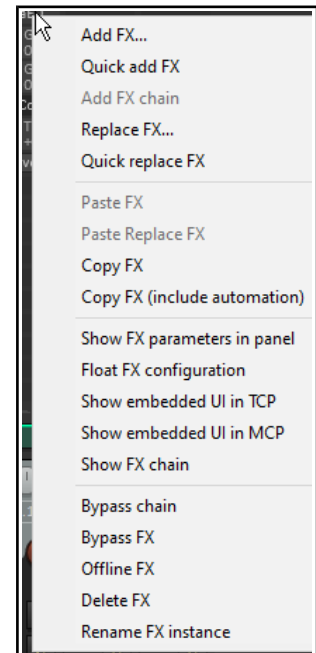 Add FX...
Quick add FX
Add FX chain
Replace FX...
Quick replace FX
Paste FX
Paste Replace FX
Copy FX
Copy FX (include automation)
Show FX parameters in panel
Float FX configuration
Show embedded UI in TCP
Show embedded UI in MCP
Show FX chain
Bypass chain
Bypass FX
Offline FX
Delete FX
Rename FX instance